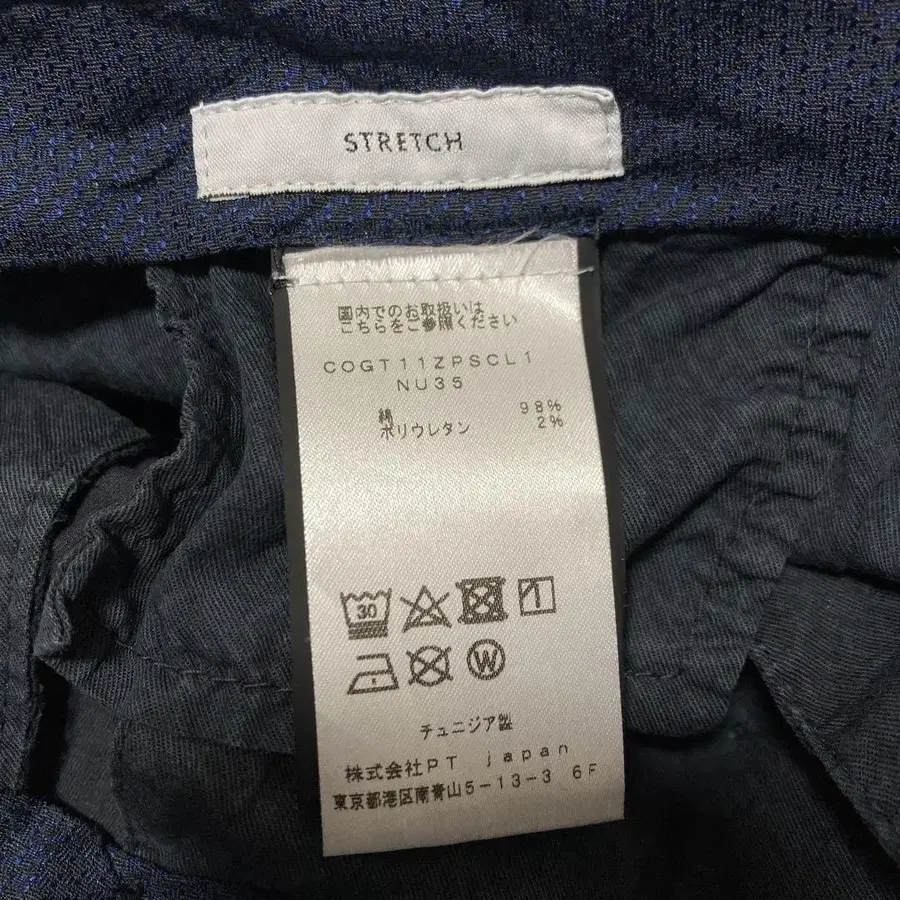 STRETCH
国内でのお取扱いは
こちらをご参照ください
COGT11ZPSCL1
NU35
綿 98%
ポリウレタン 2%
30
W
チュニジア製
株式会社PT japan
東京都港区南青山5-13-3 6F